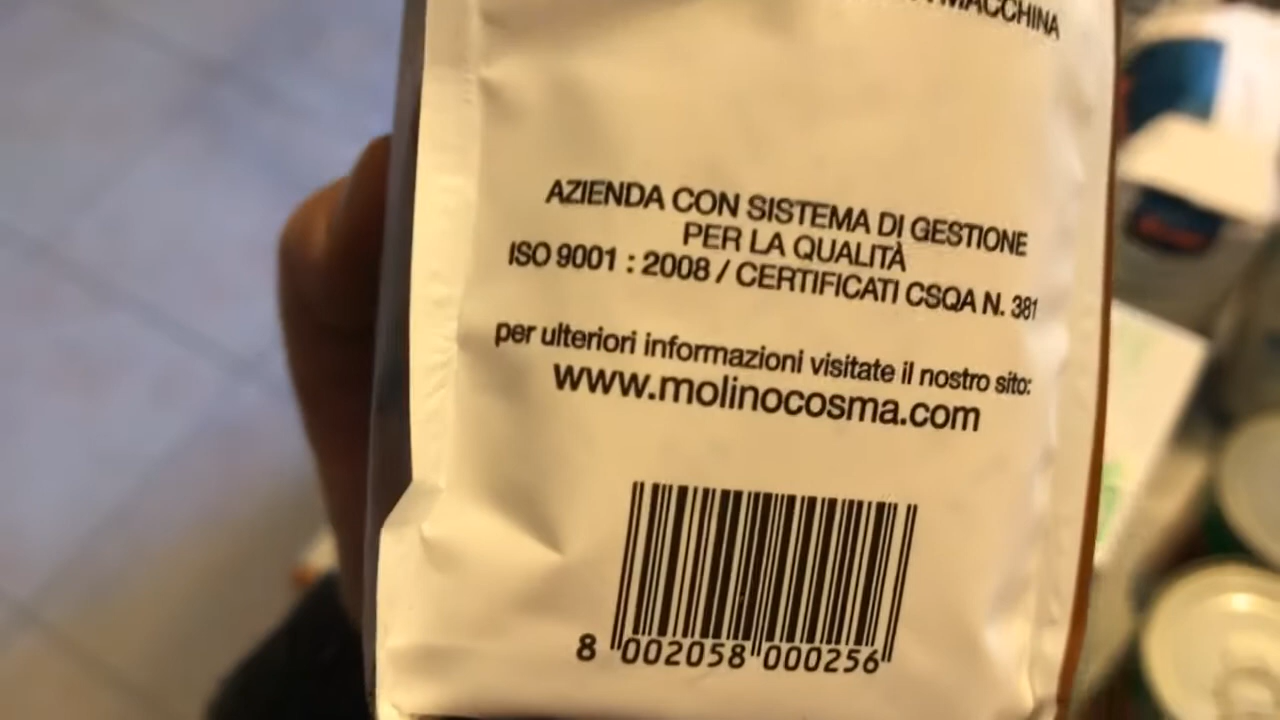 MACCHINA
AZIENDA CON SISTEMA DI GESTIONE
PER LA QUALITÀ
ISO 9001 : 2008 / CERTIFICATI CSQA N. 381
per ulteriori informazioni visitate il nostro sito:
www.molinocosma.com
8 002058 000256